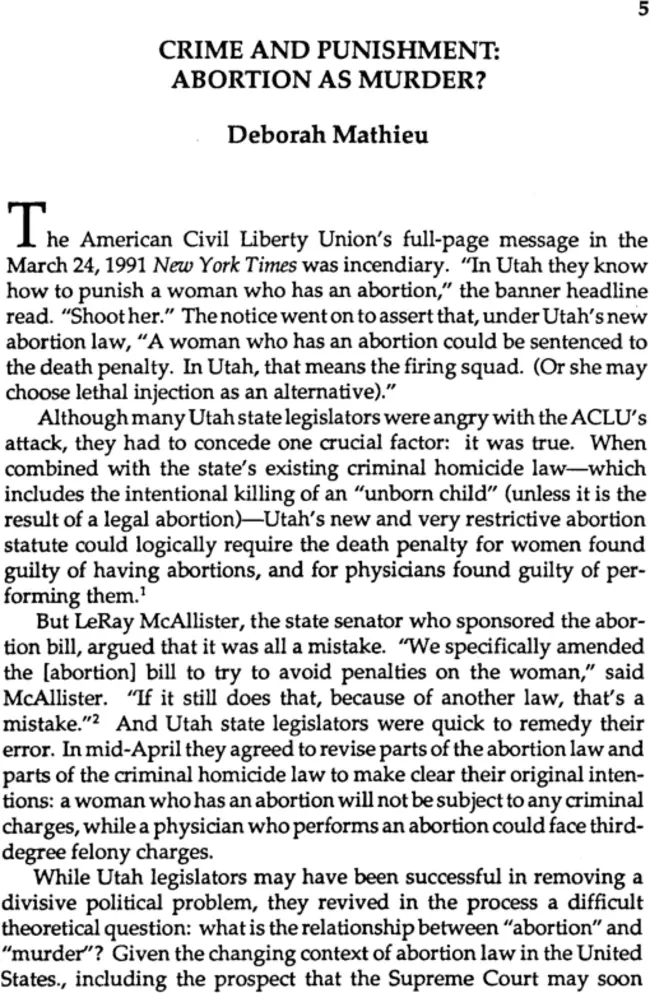 5
CRIME AND PUNISHMENT:
ABORTION AS MURDER?
Deborah Mathieu
The American Civil Liberty Union's full-page message in the
March 24, 1991 New York Times was incendiary. "In Utah they know
how to punish a woman who has an abortion," the banner headline
read. "Shoot her." The notice went on to assert that, under Utah's new
abortion law, "A woman who has an abortion could be sentenced to
the death penalty. In Utah, that means the firing squad. (Or she may
choose lethal injection as an alternative)."
Although many Utah state legislators were angry with the ACLU's
attack, they had to concede one crucial factor: it was true. When
combined with the state's existing criminal homicide law—which
includes the intentional killing of an "unborn child" (unless it is the
result of a legal abortion)—Utah's new and very restrictive abortion
statute could logically require the death penalty for women found
guilty of having abortions, and for physicians found guilty of per-
forming them.¹
But LeRay McAllister, the state senator who sponsored the abor-
tion bill, argued that it was all a mistake. "We specifically amended
the [abortion] bill to try to avoid penalties on the woman," said
McAllister. "If it still does that, because of another law, that's a
mistake."² And Utah state legislators were quick to remedy their
error. In mid-April they agreed to revise parts of the abortion law and
parts of the criminal homicide law to make clear their original inten-
tions: a woman who has an abortion will not be subject to any criminal
charges, while a physician who performs an abortion could face third-
degree felony charges.
While Utah legislators may have been successful in removing a
divisive political problem, they revived in the process a difficult
theoretical question: what is the relationship between "abortion" and
"murder"? Given the changing context of abortion law in the United
States., including the prospect that the Supreme Court may soon